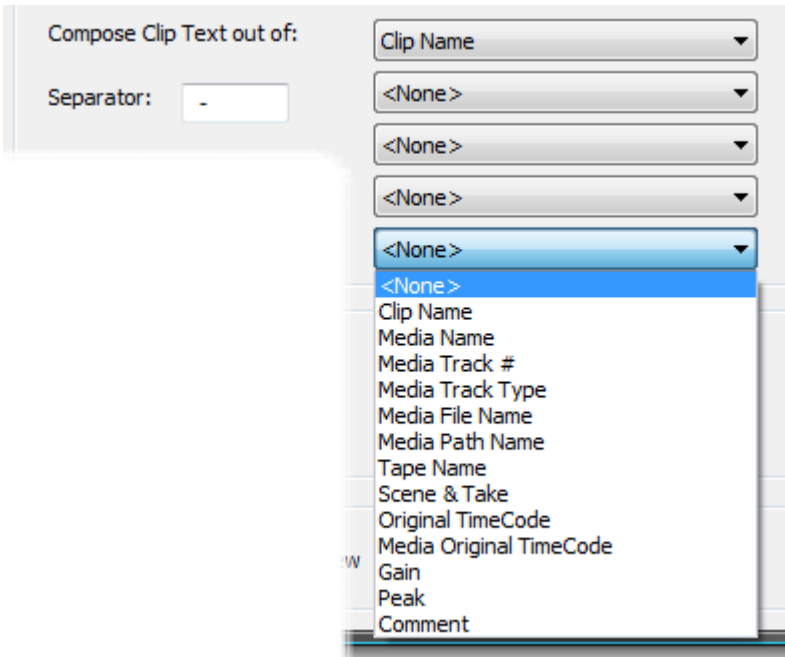 Compose Clip Text out of:
Clip Name
Separator:
-
<None>
<None>
<None>
<None>
<None>
Clip Name
Media Name
Media Track #
Media Track Type
Media File Name
Media Path Name
Tape Name
Scene & Take
Original TimeCode
Media Original TimeCode
Gain
Peak
Comment